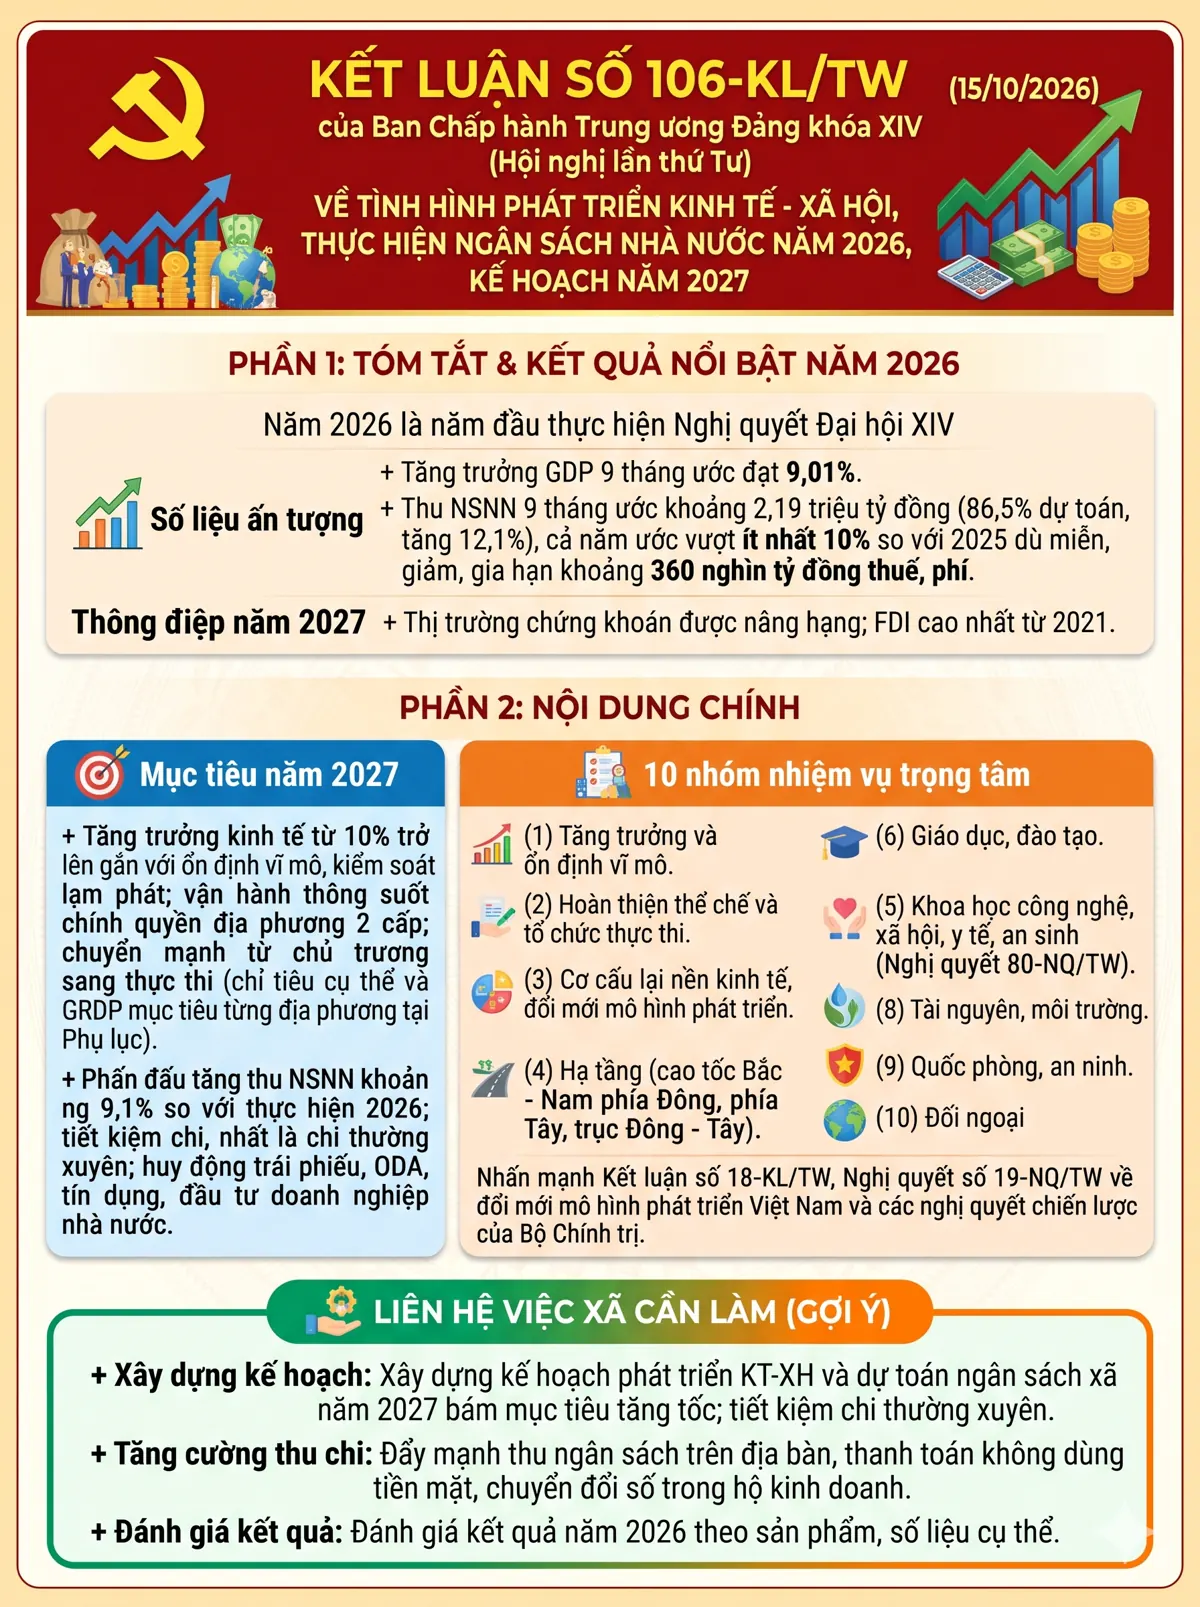 KẾT LUẬN SỐ 106-KL/TW
(15/10/2026)
của Ban Chấp hành Trung ương Đảng khóa XIV
(Hội nghị lần thứ Tư)
VỀ TÌNH HÌNH PHÁT TRIỂN KINH TẾ - XÃ HỘI,
THỰC HIỆN NGÂN SÁCH NHÀ NƯỚC NĂM 2026,
KẾ HOẠCH NĂM 2027
PHẦN 1: TÓM TẮT & KẾT QUẢ NỔI BẬT NĂM 2026
Năm 2026 là năm đầu thực hiện Nghị quyết Đại hội XIV
Số liệu ấn tượng
+ Tăng trưởng GDP 9 tháng ước đạt 9,01%.
+ Thu NSNN 9 tháng ước khoảng 2,19 triệu tỷ đồng (86,5% dự toán,
tăng 12,1%), cả năm ước vượt ít nhất 10% so với 2025 dù miễn,
giảm, gia hạn khoảng 360 nghìn tỷ đồng thuế, phí.
Thông điệp năm 2027
+ Thị trường chứng khoán được nâng hạng; FDI cao nhất từ 2021.
PHẦN 2: NỘI DUNG CHÍNH
Mục tiêu năm 2027
+ Tăng trưởng kinh tế từ 10% trở
lên gắn với ổn định vĩ mô, kiểm soát
lạm phát; vận hành thông suốt
chính quyền địa phương 2 cấp;
chuyển mạnh từ chủ trương
sang thực thi (chỉ tiêu cụ thể và
GRDP mục tiêu từng địa phương tại
Phụ lục).
+ Phấn đấu tăng thu NSNN khoản
ng 9,1% so với thực hiện 2026;
tiết kiệm chi, nhất là chi thường
xuyên; huy động trái phiếu, ODA,
tín dụng, đầu tư doanh nghiệp
nhà nước.
10 nhóm nhiệm vụ trọng tâm
(1) Tăng trưởng và
ổn định vĩ mô.
(2) Hoàn thiện thể chế và
tổ chức thực thi.
(3) Cơ cấu lại nền kinh tế,
đổi mới mô hình phát triển.
(4) Hạ tầng (cao tốc Bắc
- Nam phía Đông, phía
Tây, trục Đông - Tây).
(6) Giáo dục, đào tạo.
(5) Khoa học công nghệ,
xã hội, y tế, an sinh
(Nghị quyết 80-NQ/TW).
(8) Tài nguyên, môi trường.
(9) Quốc phòng, an ninh.
(10) Đối ngoại
Nhấn mạnh Kết luận số 18-KL/TW, Nghị quyết số 19-NQ/TW về
đổi mới mô hình phát triển Việt Nam và các nghị quyết chiến lược
của Bộ Chính trị.
LIÊN HỆ VIỆC XÃ CẦN LÀM (GỢI Ý)
+ Xây dựng kế hoạch: Xây dựng kế hoạch phát triển KT-XH và dự toán ngân sách xã
năm 2027 bám mục tiêu tăng tốc; tiết kiệm chi thường xuyên.
+ Tăng cường thu chi: Đẩy mạnh thu ngân sách trên địa bàn, thanh toán không dùng
tiền mặt, chuyển đổi số trong hộ kinh doanh.
+ Đánh giá kết quả: Đánh giá kết quả năm 2026 theo sản phẩm, số liệu cụ thể.